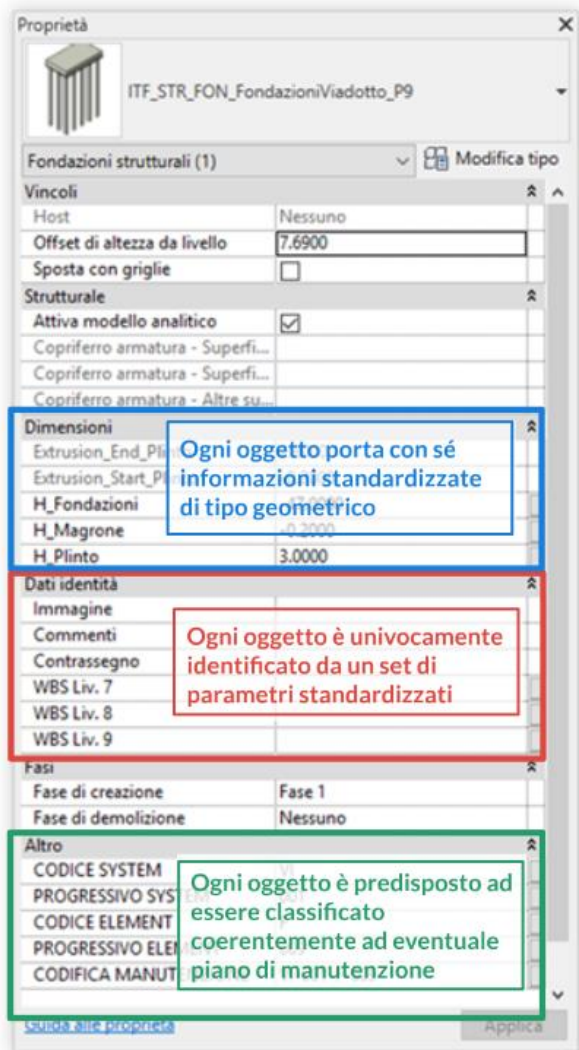 Proprietà
ITF_STR_FON_FondazioniViadotto_P9
Fondazioni strutturali (1) Modifica tipo
Vincoli
Host Nessuno
Offset di altezza da livello 7.6900
Sposta con griglie
Strutturale
Attiva modello analitico
Copriferro armatura - Superfi...
Copriferro armatura - Superfi...
Copriferro armatura - Altre su...
Dimensioni
Ogni oggetto porta con sé
informazioni standardizzate
di tipo geometrico
H_Fondazioni
H_Magrone -0.2000
H_Plinto 3.0000
Dati identità
Immagine
Commenti
Contrassegno
Ogni oggetto è univocamente
identificato da un set di
parametri standardizzati
WBS Liv. 7
WBS Liv. 8
WBS Liv. 9
Fasi
Fase di creazione Fase 1
Fase di demolizione Nessuno
Altro
CODICE SYSTEM
PROGRESSIVO
CODICE ELEMENT
PROGRESSIVO
CODIFICA
Ogni oggetto è predisposto ad
essere classificato
coerentemente ad eventuale
piano di manutenzione
Guida alle proprietà Applica